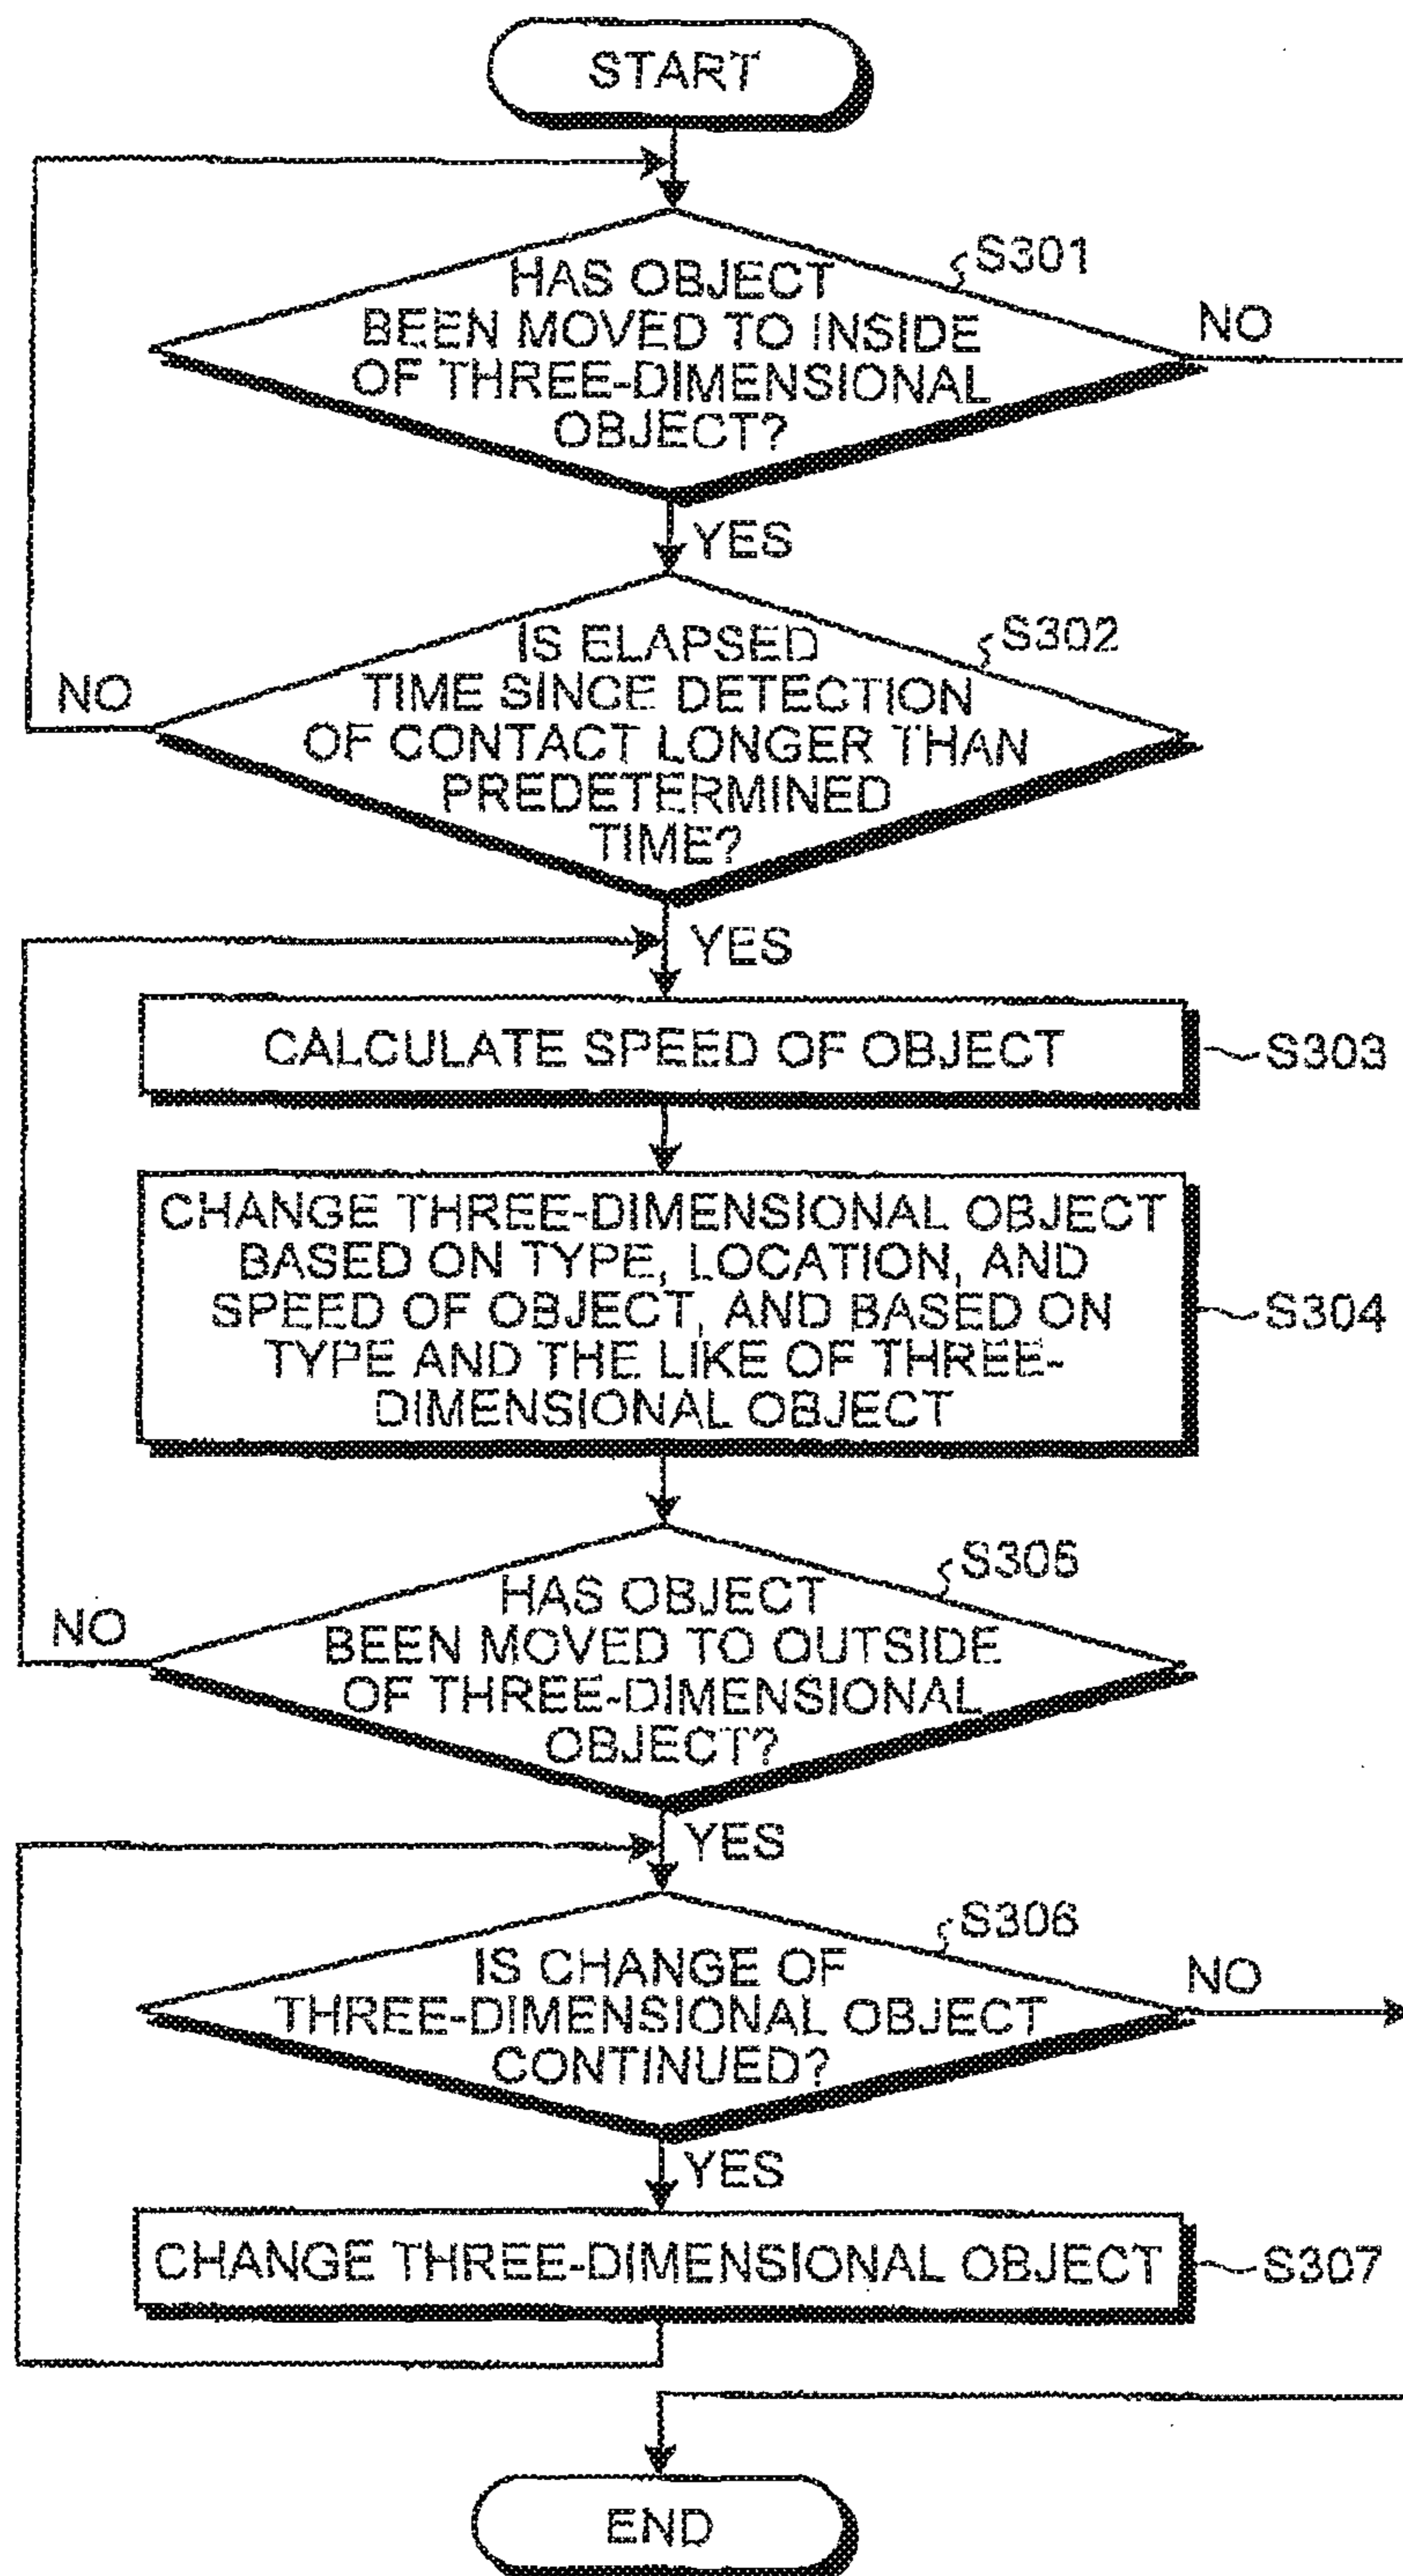 START
S301
HAS OBJECT
BEEN MOVED TO INSIDE
OF THREE-DIMENSIONAL
OBJECT?
NO
YES
S302
IS ELAPSED
TIME SINCE DETECTION
OF CONTACT LONGER THAN
PREDETERMINED
TIME?
NO
YES
CALCULATE SPEED OF OBJECT
S303
CHANGE THREE-DIMENSIONAL OBJECT
BASED ON TYPE, LOCATION, AND
SPEED OF OBJECT, AND BASED ON
TYPE AND THE LIKE OF THREE-
DIMENSIONAL OBJECT
S304
S305
HAS OBJECT
BEEN MOVED TO OUTSIDE
OF THREE-DIMENSIONAL
OBJECT?
NO
YES
S306
IS CHANGE OF
THREE-DIMENSIONAL OBJECT
CONTINUED?
NO
YES
CHANGE THREE-DIMENSIONAL OBJECT
S307
END